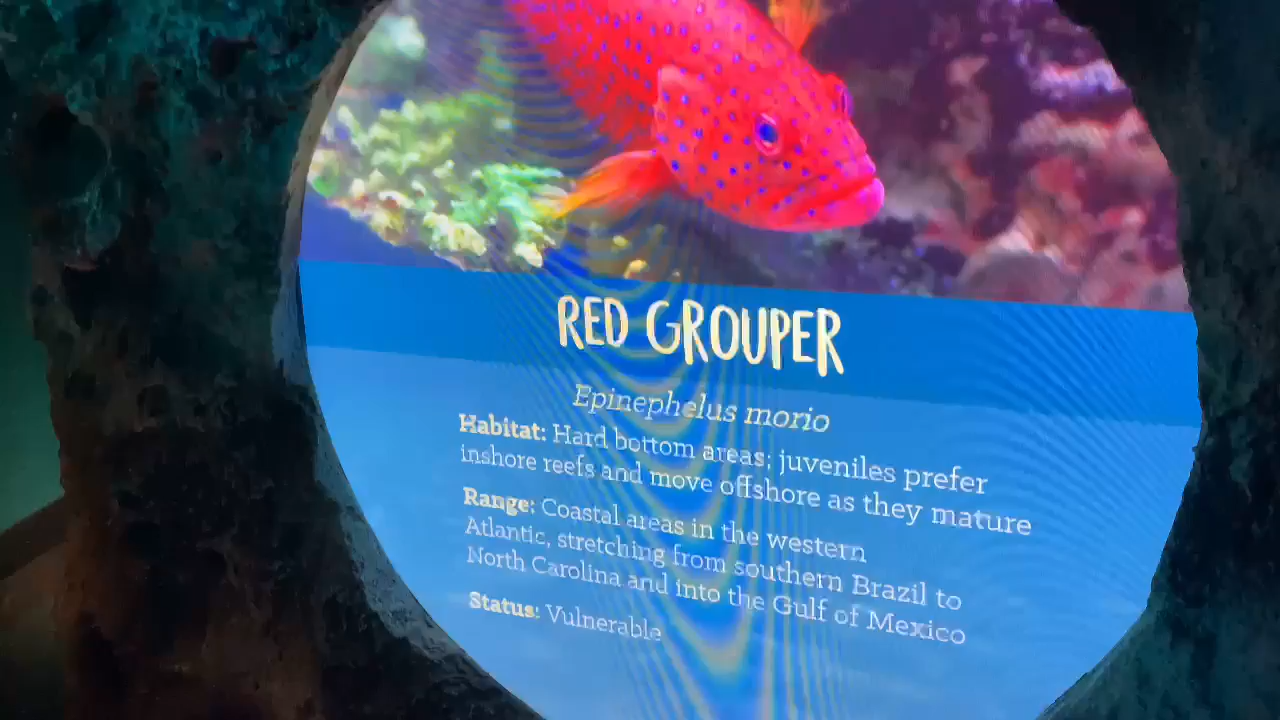 RED GROUPER
Epinephelus morio
Habitat: Hard bottom areas; juveniles prefer
inshore reefs and move offshore as they mature
Range: Coastal areas in the western
Atlantic, stretching from southern Brazil to
North Carolina and into the Gulf of Mexico
Status: Vulnerable